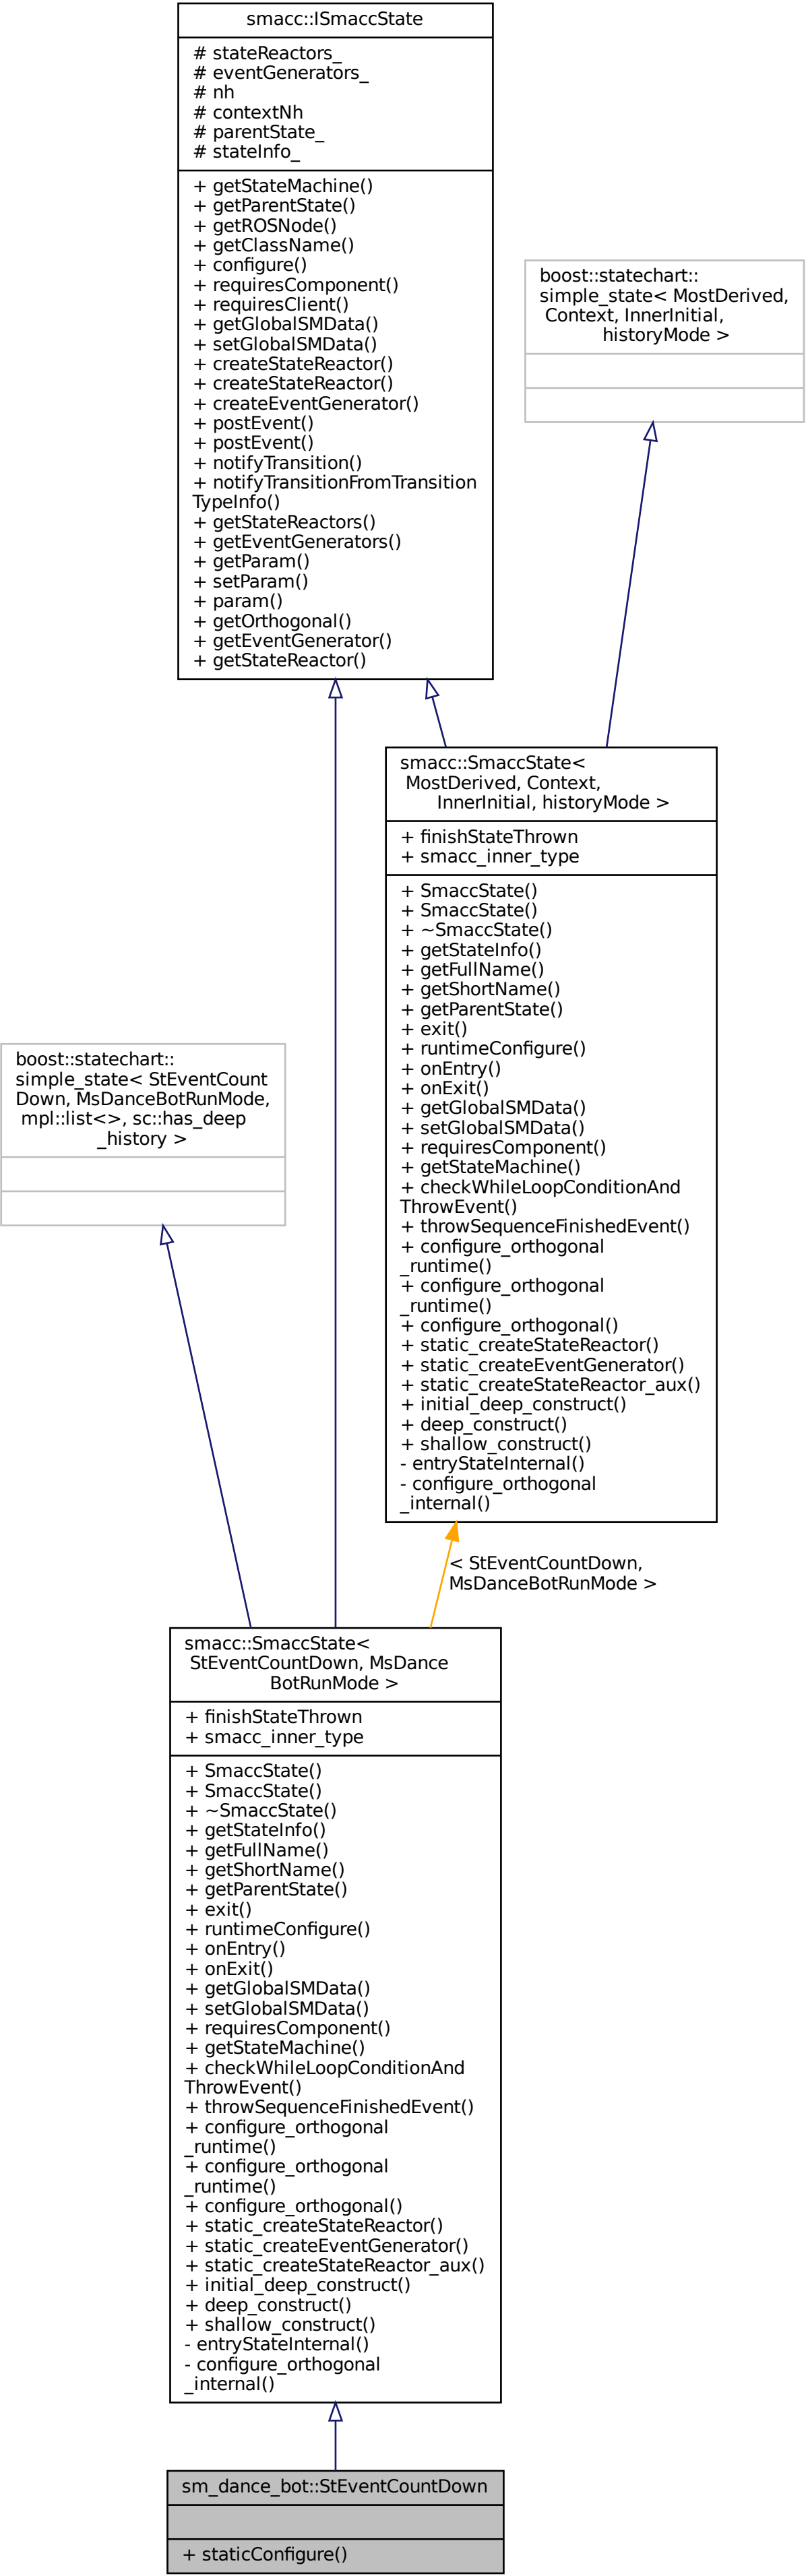 smacc::ISmaccState
# stateReactors_
# eventGenerators_
# nh
# contextNh
# parentState_
# stateInfo_
+ getStateMachine()
+ getParentState()
+ getROSNode()
+ getClassName()
+ configure()
+ requiresComponent()
+ requiresClient()
+ getGlobalSMData()
+ setGlobalSMData()
+ createStateReactor()
+ createStateReactor()
+ createEventGenerator()
+ postEvent()
+ postEvent()
+ notifyTransition()
+ notifyTransitionFromTransition
TypeInfo()
+ getStateReactors()
+ getEventGenerators()
+ getParam()
+ setParam()
+ param()
+ getOrthogonal()
+ getEventGenerator()
+ getStateReactor()
boost::statechart::
simple_state< MostDerived,
Context, InnerInitial,
historyMode >
smacc::SmaccState<
MostDerived, Context,
InnerInitial, historyMode >
+ finishStateThrown
+ smacc_inner_type
+ SmaccState()
+ SmaccState()
+ ~SmaccState()
+ getStateInfo()
+ getFullName()
+ getShortName()
+ getParentState()
+ exit()
+ runtimeConfigure()
+ onEntry()
+ onExit()
+ getGlobalSMData()
+ setGlobalSMData()
+ requiresComponent()
+ getStateMachine()
+ checkWhileLoopConditionAnd
ThrowEvent()
+ throwSequenceFinishedEvent()
+ configure_orthogonal
_runtime()
+ configure_orthogonal
_runtime()
+ configure_orthogonal()
+ static_createStateReactor()
+ static_createEventGenerator()
+ static_createStateReactor_aux()
+ initial_deep_construct()
+ deep_construct()
+ shallow_construct()
- entryStateInternal()
- configure_orthogonal
_internal()
boost::statechart::
simple_state< StEventCount
Down, MsDanceBotRunMode,
mpl::list<>, sc::has_deep
_history >
< StEventCountDown,
MsDanceBotRunMode >
smacc::SmaccState<
StEventCountDown, MsDance
BotRunMode >
+ finishStateThrown
+ smacc_inner_type
+ SmaccState()
+ SmaccState()
+ ~SmaccState()
+ getStateInfo()
+ getFullName()
+ getShortName()
+ getParentState()
+ exit()
+ runtimeConfigure()
+ onEntry()
+ onExit()
+ getGlobalSMData()
+ setGlobalSMData()
+ requiresComponent()
+ getStateMachine()
+ checkWhileLoopConditionAnd
ThrowEvent()
+ throwSequenceFinishedEvent()
+ configure_orthogonal
_runtime()
+ configure_orthogonal
_runtime()
+ configure_orthogonal()
+ static_createStateReactor()
+ static_createEventGenerator()
+ static_createStateReactor_aux()
+ initial_deep_construct()
+ deep_construct()
+ shallow_construct()
- entryStateInternal()
- configure_orthogonal
_internal()
sm_dance_bot::StEventCountDown
+ staticConfigure()